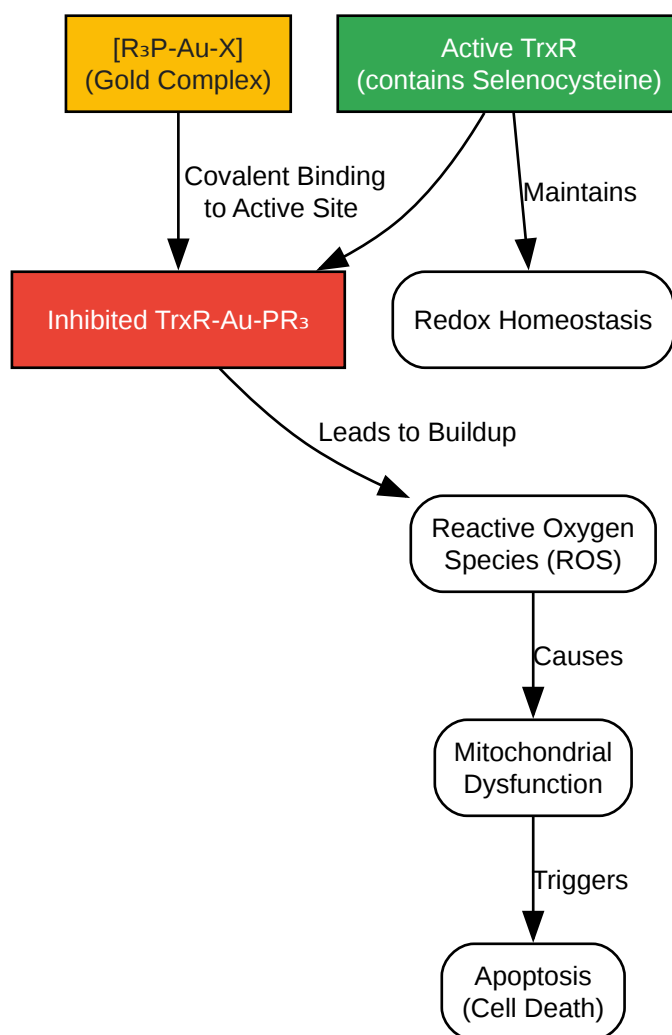 [R₃P-Au-X]
(Gold Complex)
Active TrxR
(contains Selenocysteine)
Covalent Binding
to Active Site
Maintains
Inhibited TrxR-Au-PR₃
Redox Homeostasis
Leads to Buildup
Reactive Oxygen
Species (ROS)
Causes
Mitochondrial
Dysfunction
Triggers
Apoptosis
(Cell Death)